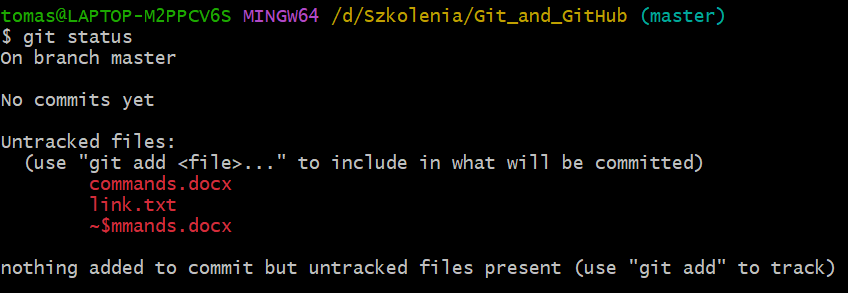 tomas@LAPTOP-M2PPCV6S MINGW64 /d/Szkolenia/Git_and_GitHub (master)
$ git status
On branch master
No commits yet
Untracked files:
(use "git add <file>..." to include in what will be committed)
commands.docx
link.txt
~$mmands.docx
nothing added to commit but untracked files present (use "git add" to track)